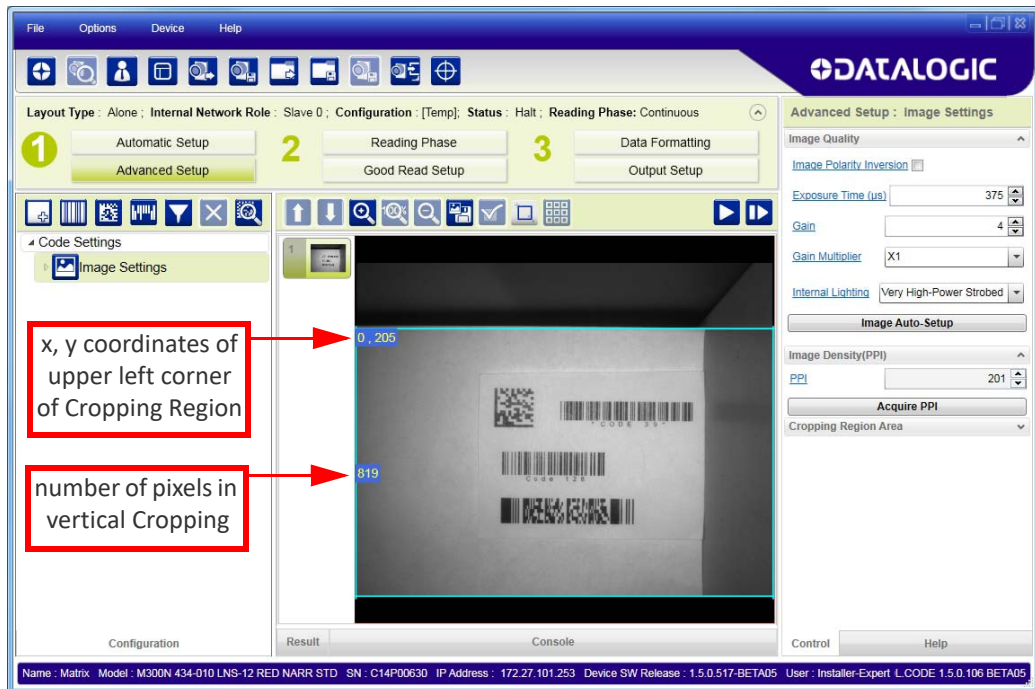 File Options Device Help
DATALOGIC
Layout Type : Alone ; Internal Network Role : Slave 0 ; Configuration : [Temp]; Status : Halt ; Reading Phase: Continuous
1 Automatic Setup 2 Reading Phase 3 Data Formatting
Advanced Setup Good Read Setup Output Setup
Code Settings
Image Settings
x, y coordinates of
upper left corner
of Cropping Region
number of pixels in
vertical Cropping
Configuration
1
0 , 205
819
* CODE 39 *
Code 128
Result Console
Advanced Setup : Image Settings
Image Quality
Image Polarity Inversion
Exposure Time (µs) 375
Gain 4
Gain Multiplier X1
Internal Lighting Very High-Power Strobed
Image Auto-Setup
Image Density(PPI)
PPI 201
Acquire PPI
Cropping Region Area
Control Help
Name : Matrix Model : M300N 434-010 LNS-12 RED NARR STD SN : C14P00630 IP Address : 172.27.101.253 Device SW Release : 1.5.0.517-BETA05 User : Installer-Expert L.CODE 1.5.0.106 BETA05